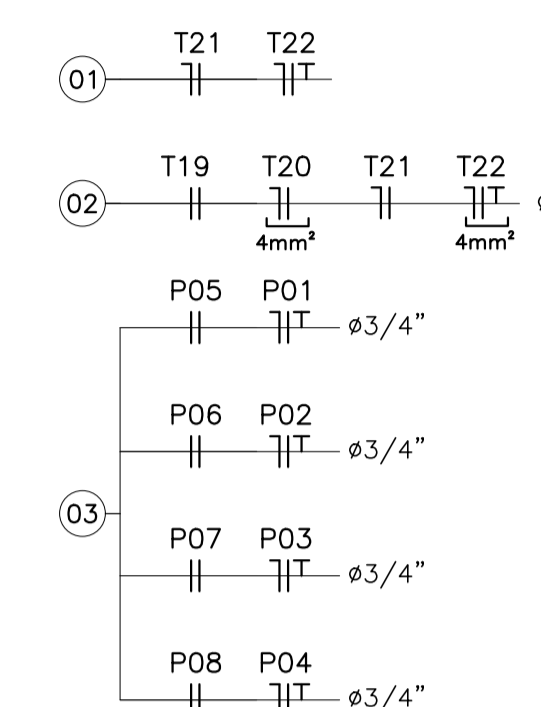 T21 T22
01
T19 T20 T21 T22
02
4mm² 4mm²
P05 P01
ø3/4"
P06 P02
ø3/4"
03
P07 P03
ø3/4"
P08 P04
ø3/4"